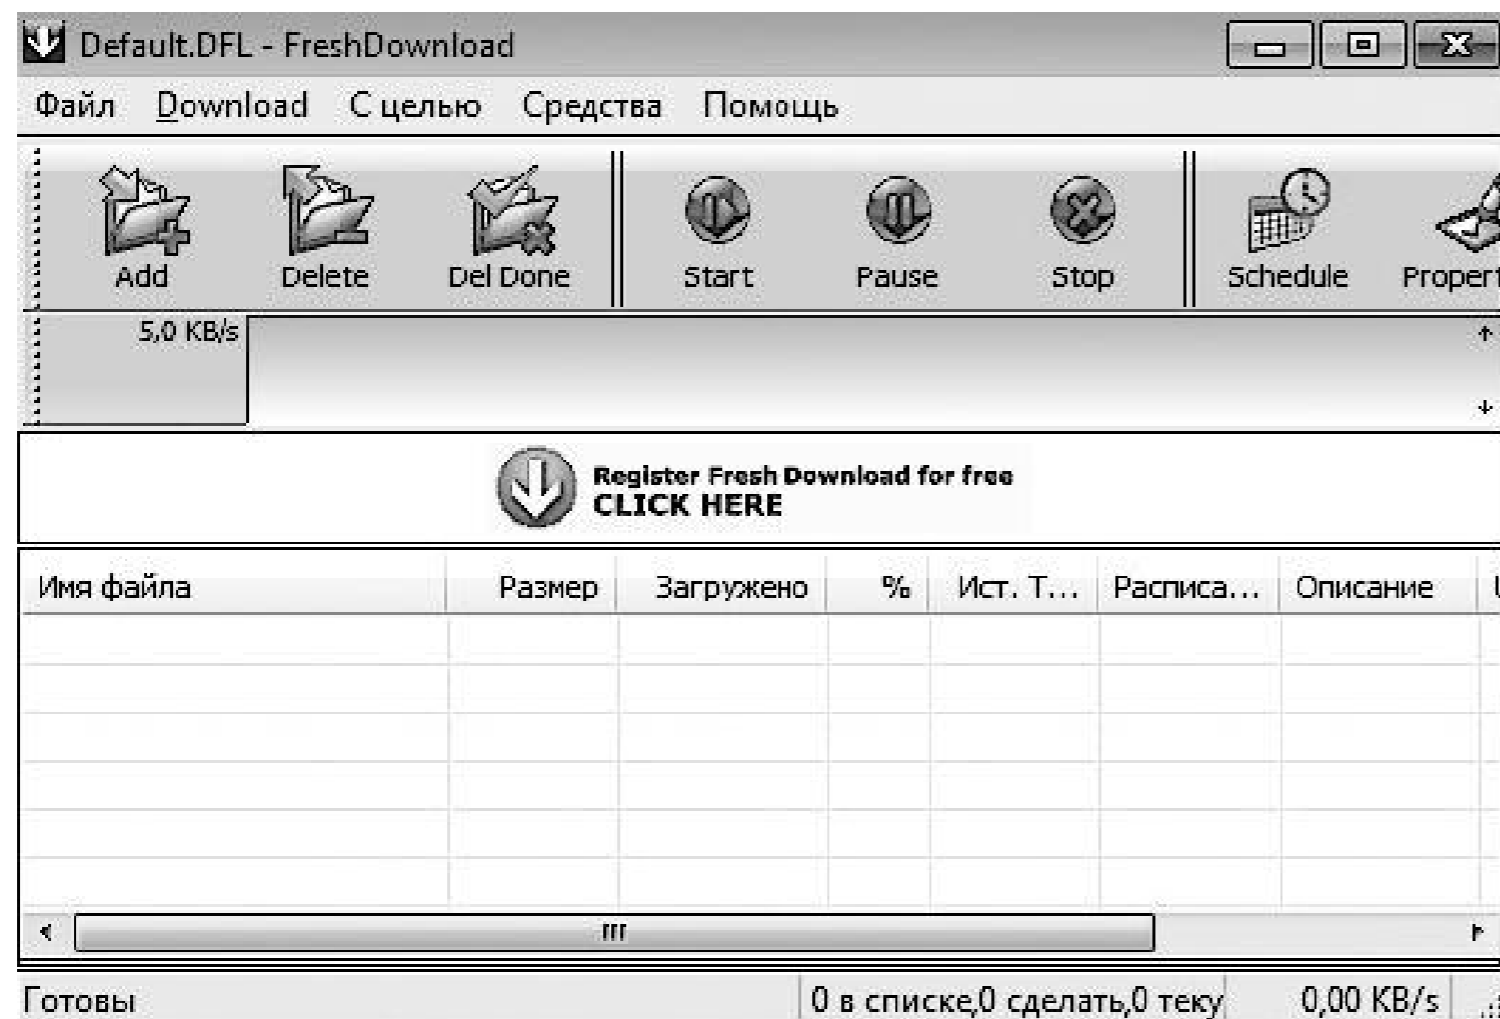 Default.DFL - FreshDownload
Файл Download С целью Средства Помощь
Add Delete Del Done Start Pause Stop Schedule Propert
5,0 KB/s
Register Fresh Download for free
CLICK HERE
Имя файла Размер Загружено % Ист. Т... Расписа... Описание
Готовы 0 в списке,0 сделать,0 теку 0,00 KB/s